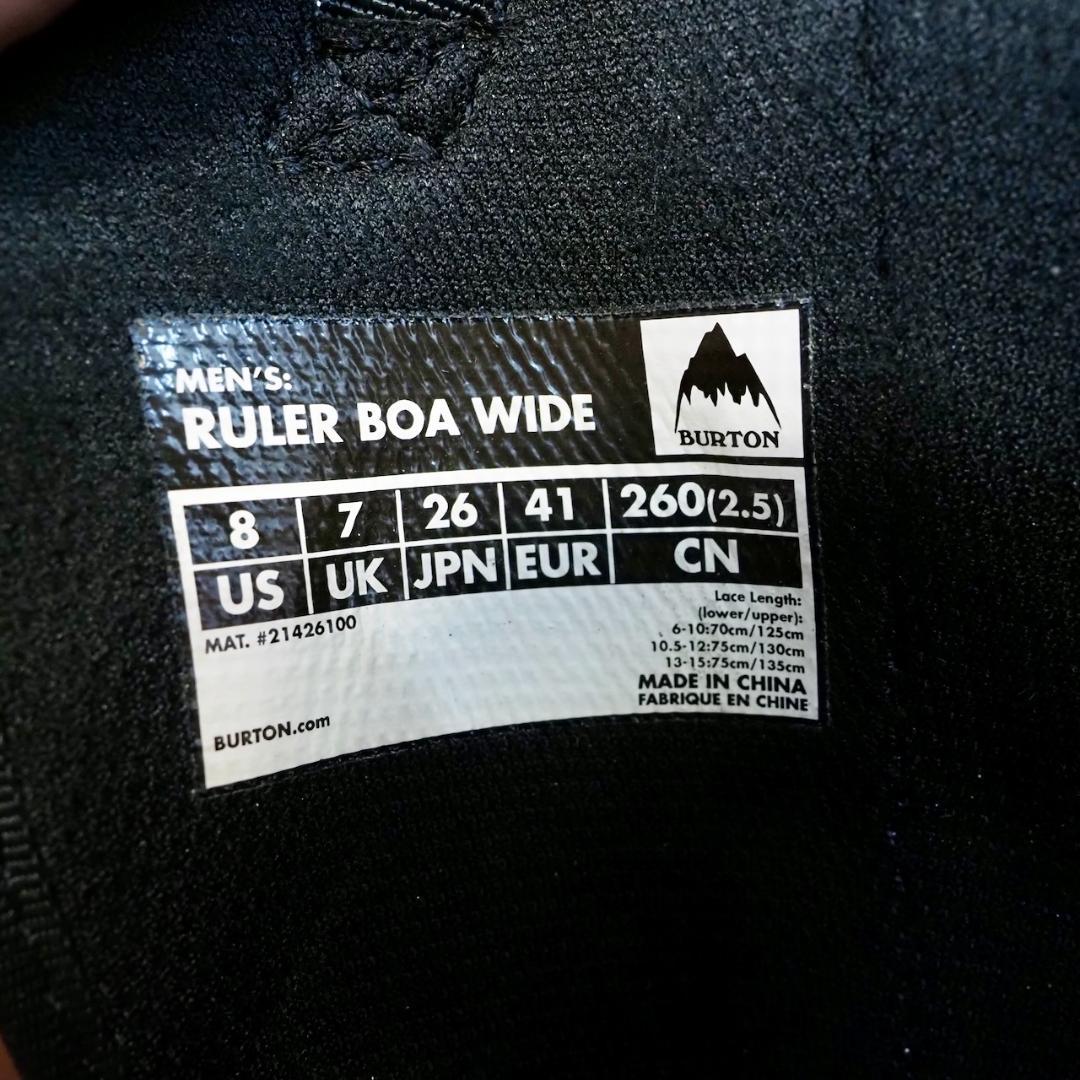 MEN'S:
RULER BOA WIDE
BURTON
8 7 26 41 260(2.5)
US UK JPN EUR CN
MAT. #21426100
Lace Length:
(lower/upper):
6-10:70cm/125cm
10.5-12:75cm/130cm
13-15:75cm/135cm
MADE IN CHINA
FABRIQUE EN CHINE
BURTON.com